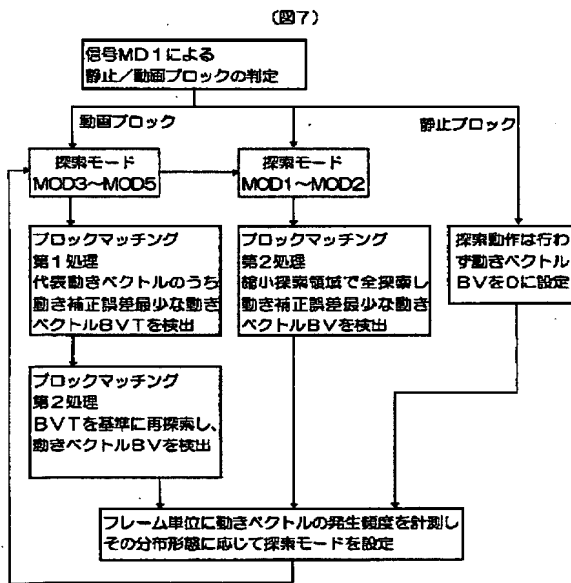 (図7)
信号MD1による
静止/動画ブロックの判定
動画ブロック
静止ブロック
探索モード
MOD3~MOD5
探索モード
MOD1~MOD2
ブロックマッチング
第1処理
代表動きベクトルのうち
動き補正誤差最少な動き
ベクトルBVTを検出
ブロックマッチング
第2処理
縮小探索領域で全探索し
動き補正誤差最少な動き
ベクトルBVを検出
探索動作は行わ
ず動きベクトル
BVを0に設定
ブロックマッチング
第2処理
BVTを基準に再探索し、
動きベクトルBVを検出
フレーム単位に動きベクトルの発生頻度を計測し
その分布形態に応じて探索モードを設定